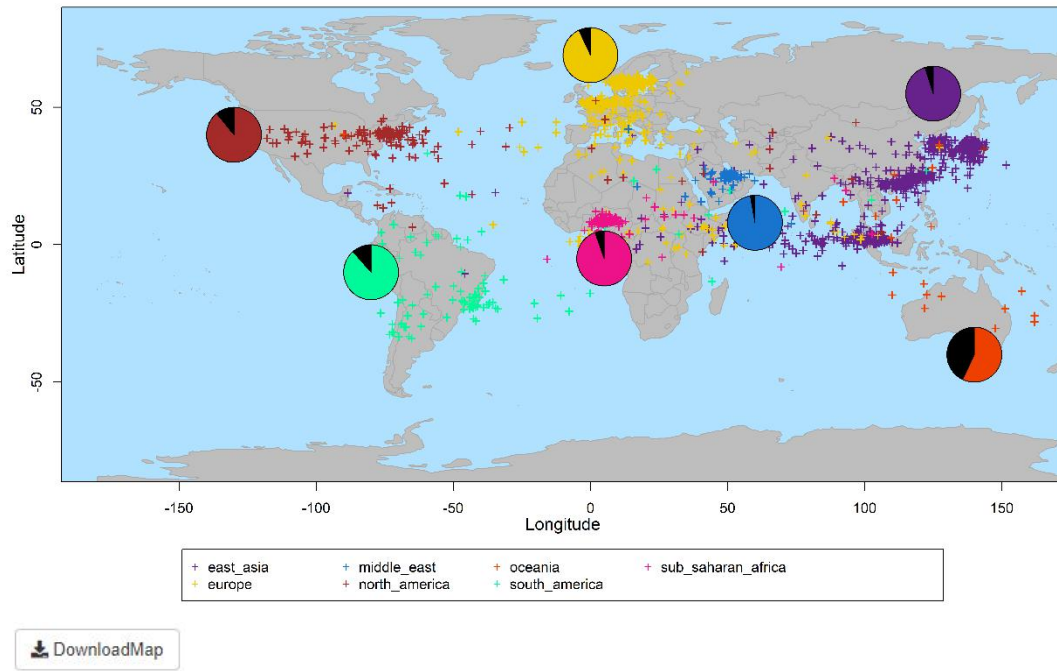 50
0
-50
Latitude
-150 -100 -50 0 50 100 150
Longitude
east_asia middle_east oceania sub_saharan_africa
europe north_america south_america
DownloadMap